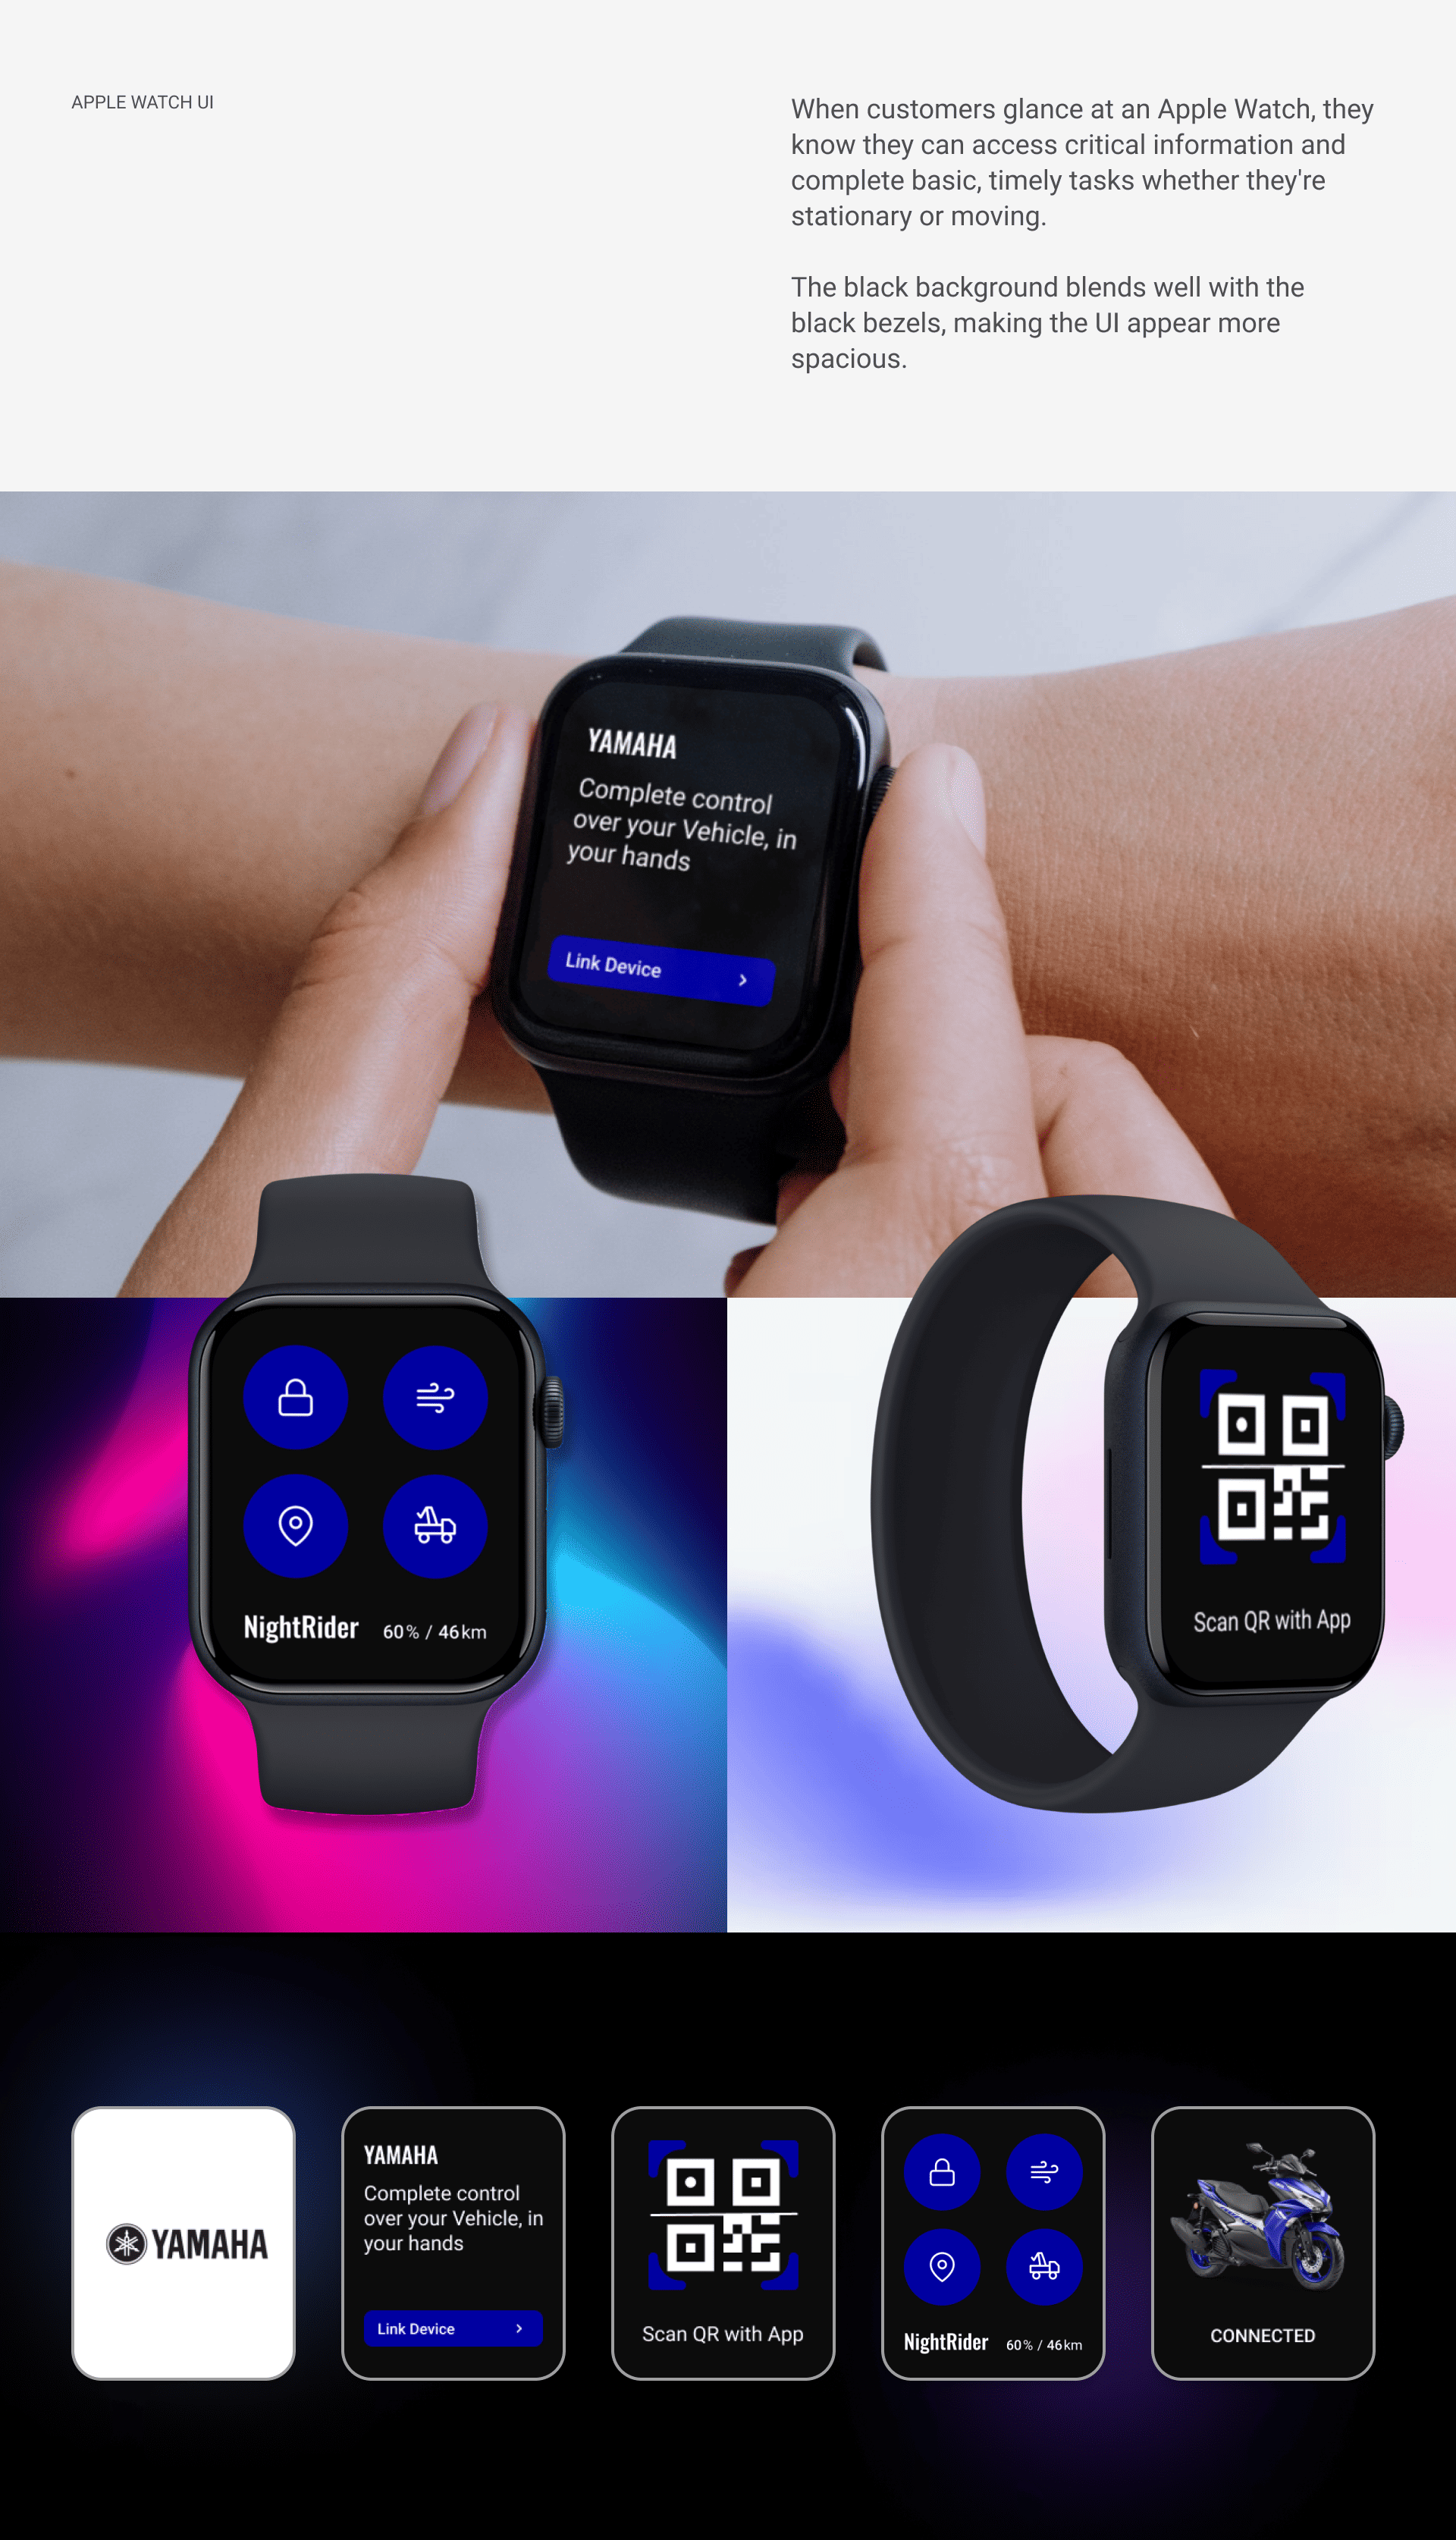 APPLE WATCH UI
When customers glance at an Apple Watch, they
know they can access critical information and
complete basic, timely tasks whether they're
stationary or moving.
The black background blends well with the
black bezels, making the UI appear more
spacious.
YAMAHA
Complete control
over your Vehicle, in
your hands
Link Device
NightRider 60% / 46km
Scan QR with App
YAMAHA
YAMAHA
Complete control
over your Vehicle, in
your hands
Link Device
Scan QR with App
NightRider 60% / 46km
CONNECTED